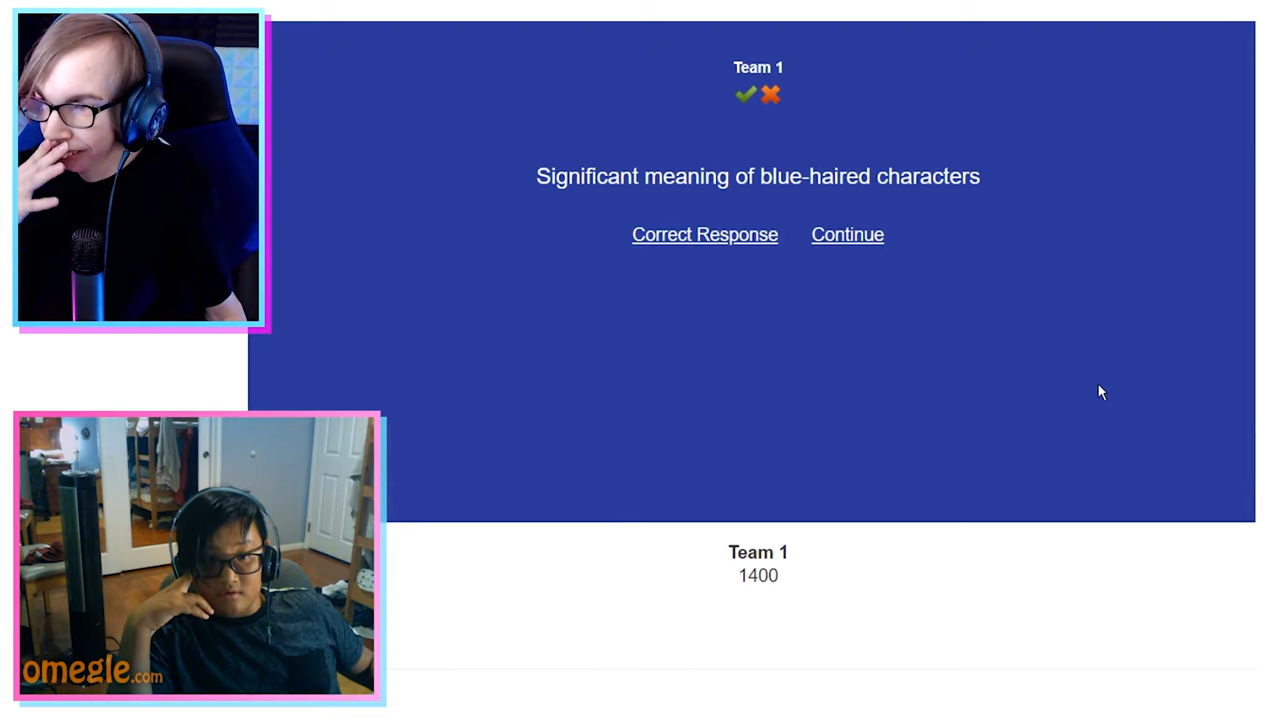 Team 1
Significant meaning of blue-haired characters
Correct Response Continue
Team 1
1400
omegle.com